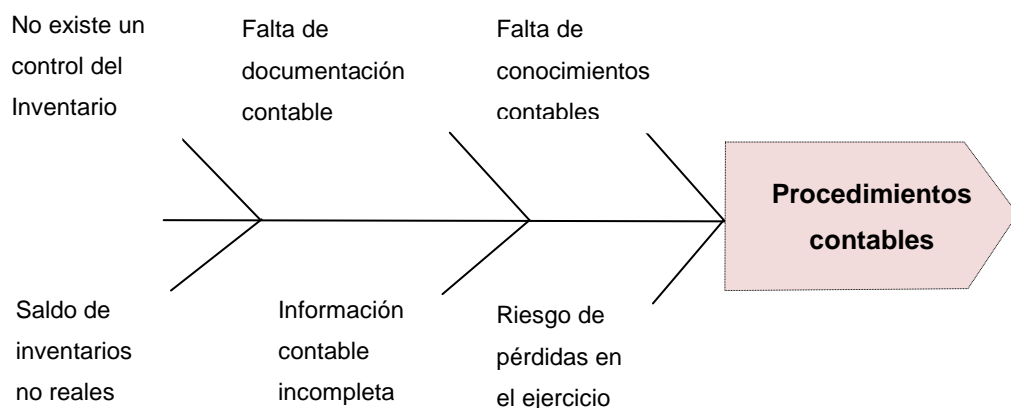 No existe un
control del
Inventario
Falta de
documentación
contable
Falta de
conocimientos
contables
Procedimientos
contables
Saldo de
inventarios
no reales
Información
contable
incompleta
Riesgo de
pérdidas en
el ejercicio